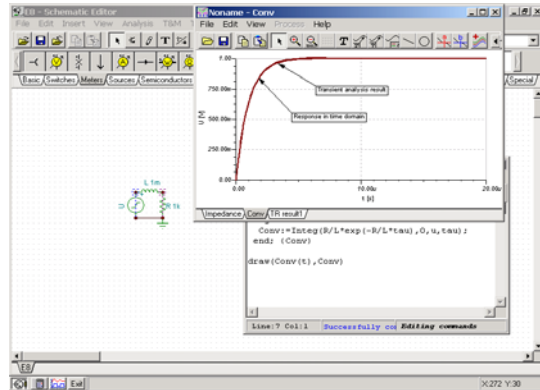 E8 - Schematic Editor
File Edit Insert View Analysis T&M
Noname - Conv
File Edit View Process Help
Basic Switches Meters Sources Semiconductors
Special
1.00
750.00m
500.00m
250.00m
0.00
U [V]
Transient analysis result
Response in time domain
0.00
10.00u
20.00u
t [s]
Impedance Conv TR result1
L 1m
U
R 1k
Conv:=Integ(R/L*exp(-R/L*tau),0,u,tau);
end; {Conv}
draw(Conv(t),Conv)
Line:7 Col:1 Successfully co Editing commands
E8
Exit
X:272 Y:30